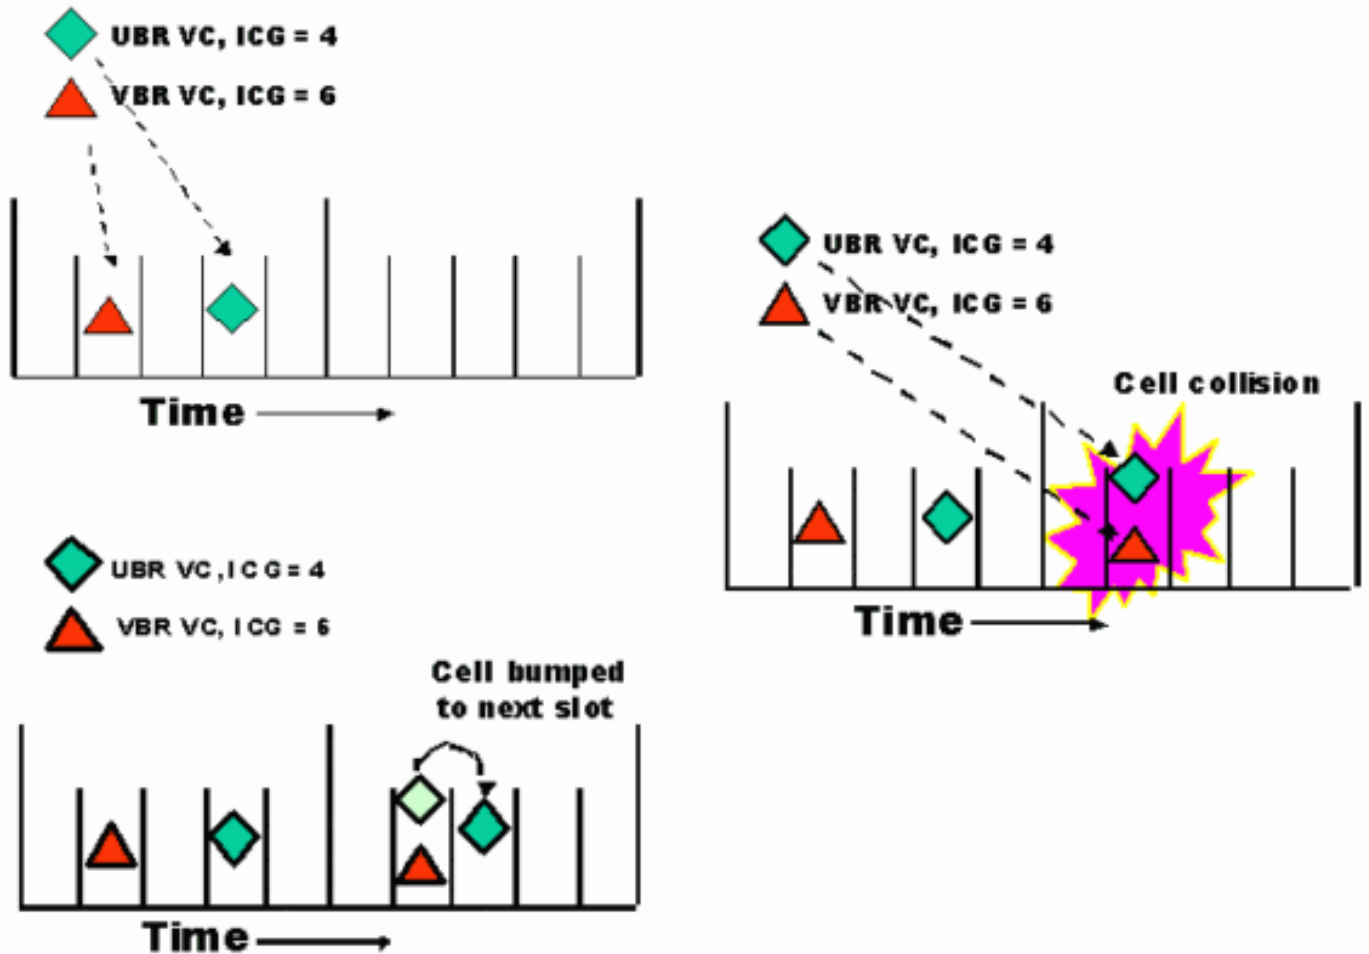 UBR VC, ICG = 4
VBR VC, ICG = 6
Time
UBR VC, ICG = 4
VBR VC, ICG = 6
Cell collision
Time
UBR VC, ICG = 4
VBR VC, ICG = 6
Cell bumped
to next slot
Time